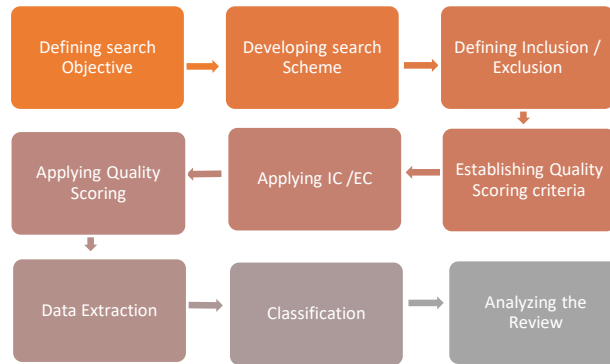 Defining search
Objective
Developing search
Scheme
Defining Inclusion /
Exclusion
Establishing Quality
Scoring criteria
Applying IC /EC
Applying Quality
Scoring
Data Extraction
Classification
Analyzing the
Review